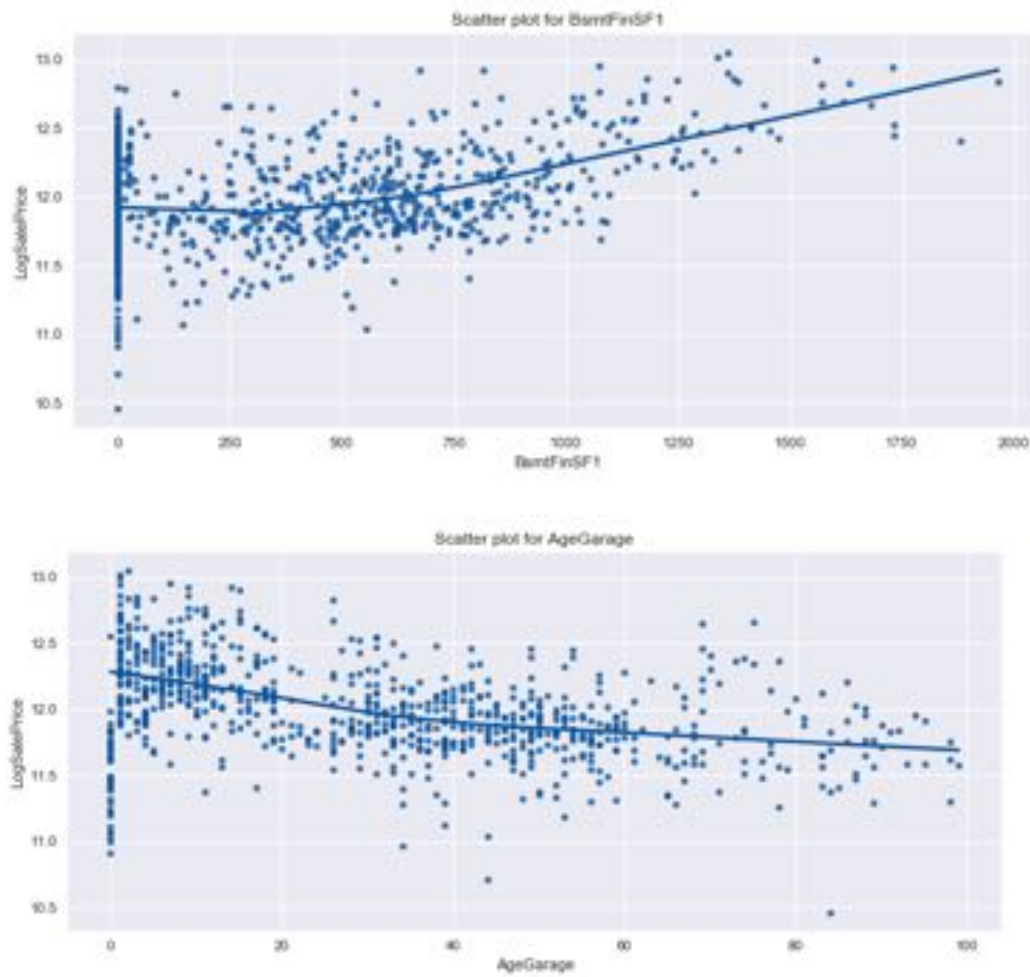 Scatter plot for BsmtFinSF1
13.0
12.5
12.0
11.5
11.0
10.5
LogSalePrice
0 250 500 750 1000 1250 1500 1750 2000
BsmtFinSF1
Scatter plot for AgeGarage
13.0
12.5
12.0
11.5
11.0
10.5
LogSalePrice
0 20 40 60 80 100
AgeGarage